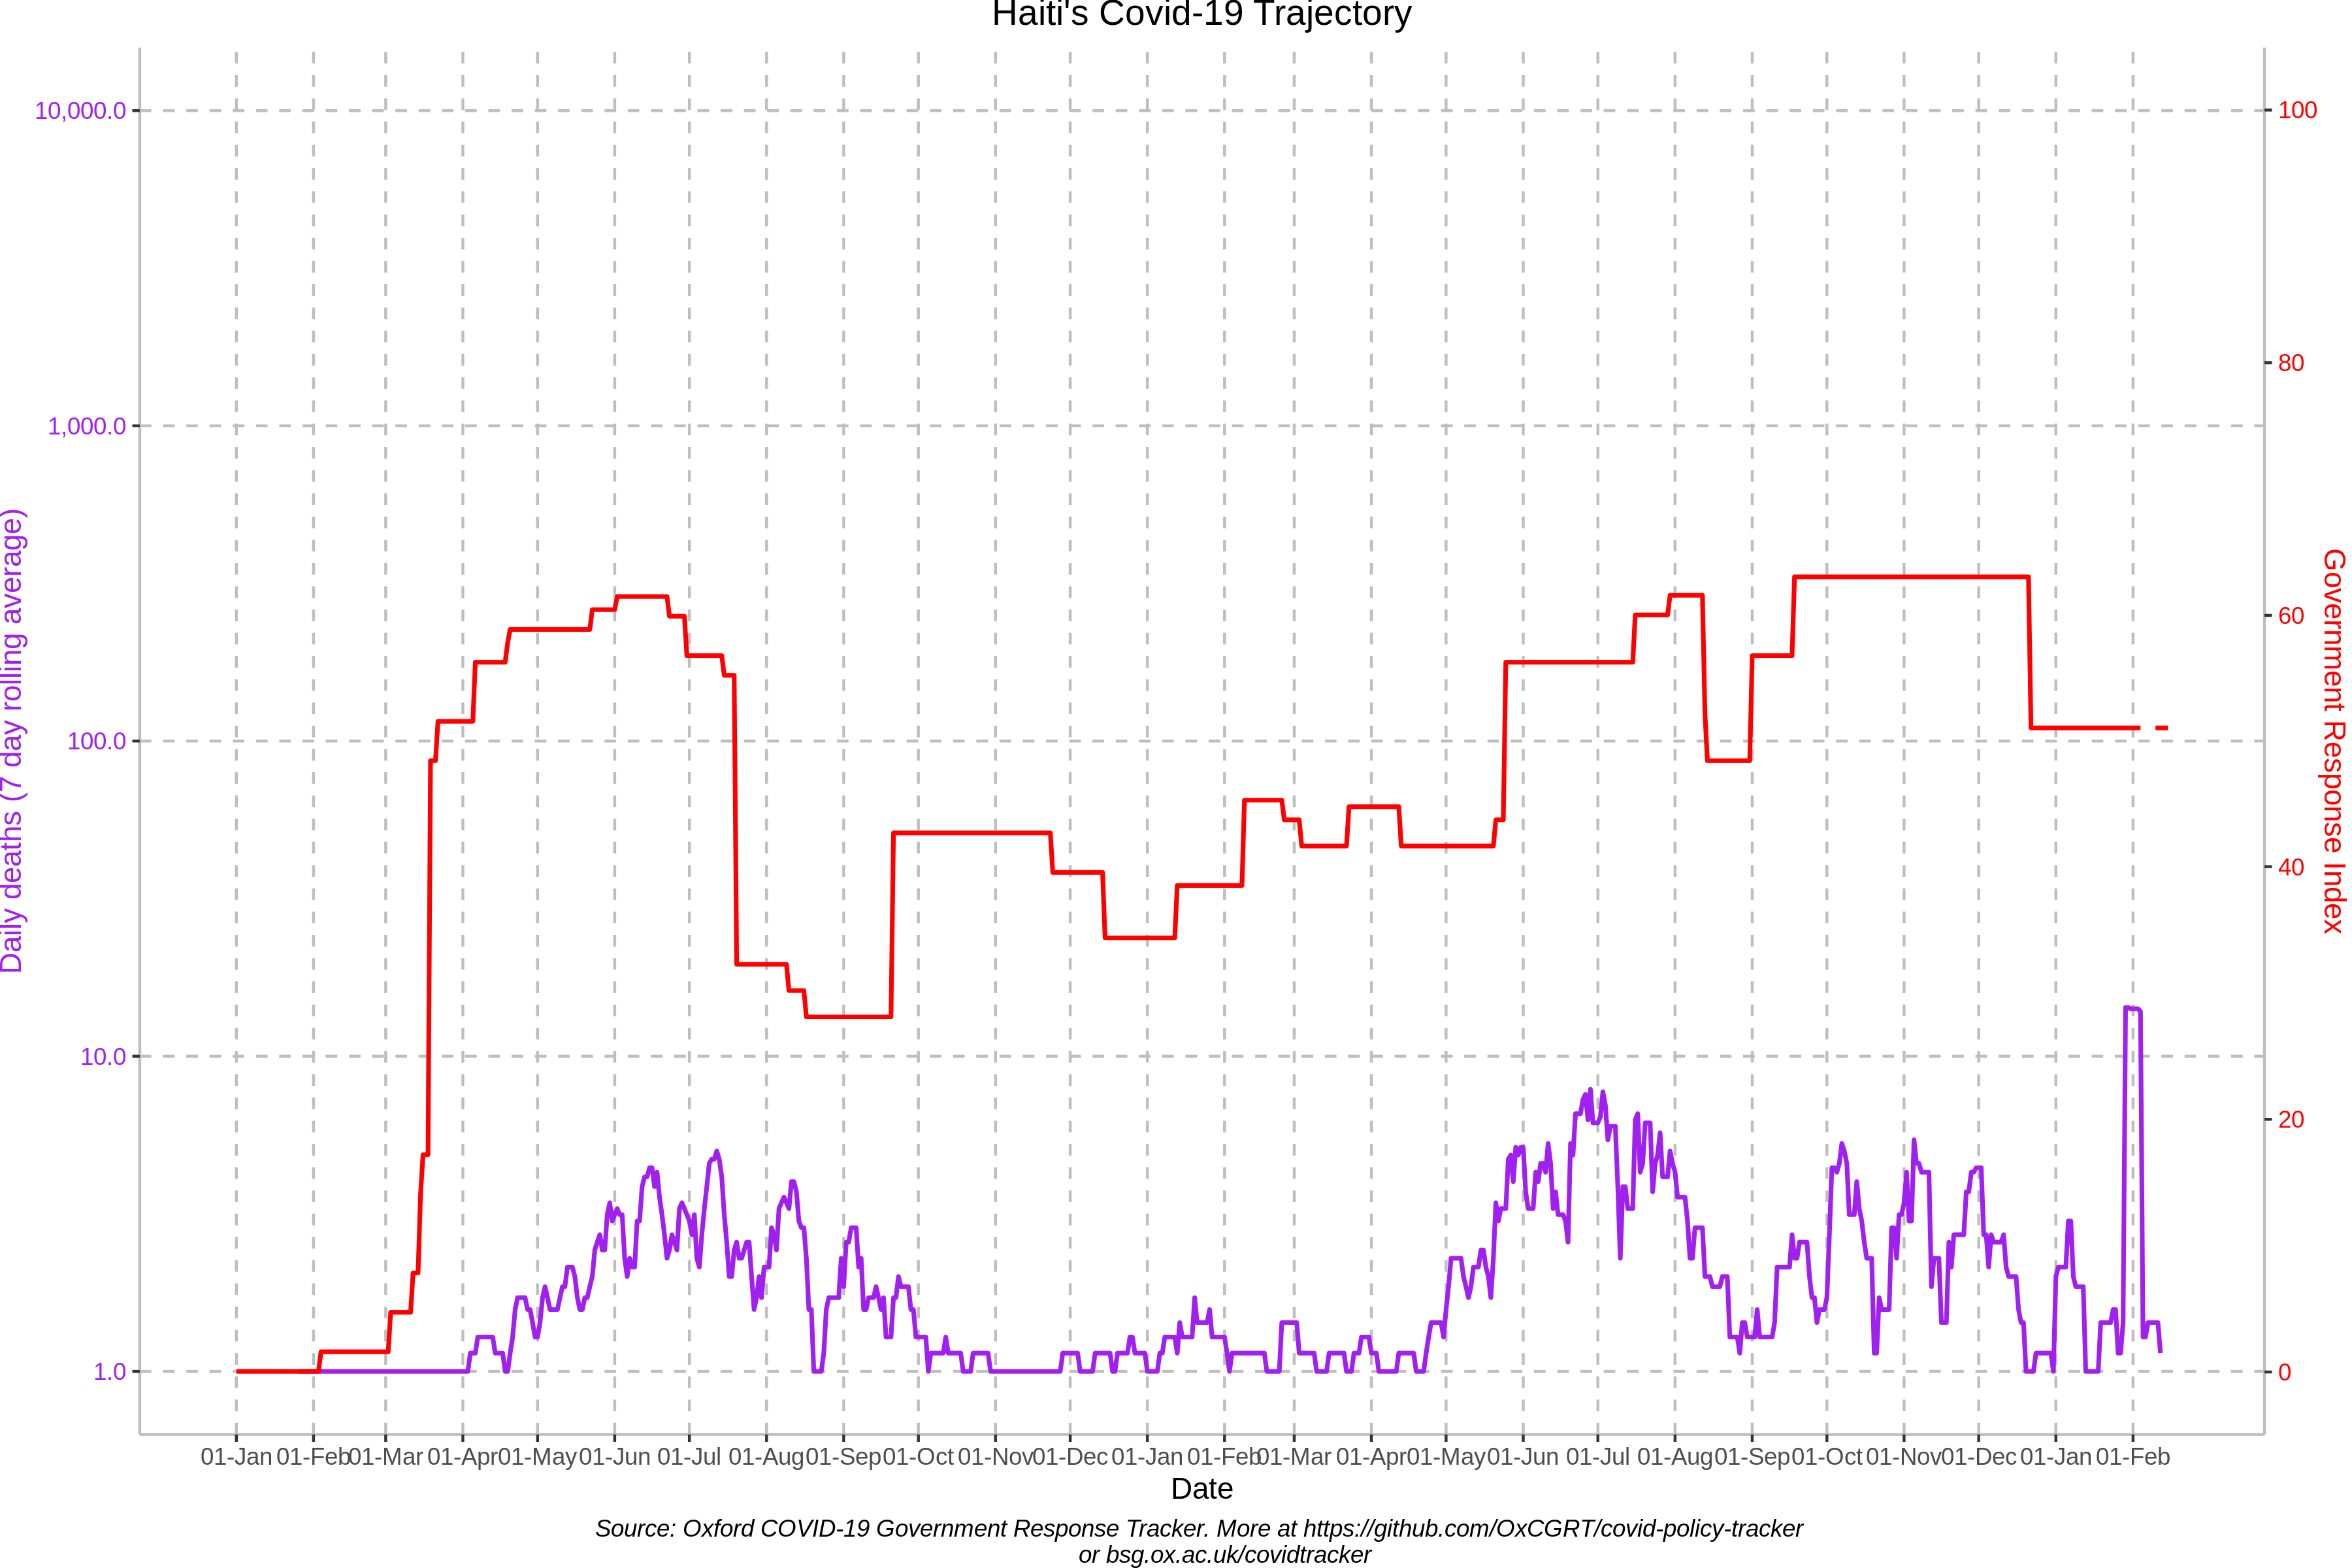 Haiti's Covid-19 Trajectory
10,000.0
1,000.0
100.0
10.0
1.0
Daily deaths (7 day rolling average)
100
80
60
40
20
0
Government Response Index
01-Jan 01-Feb 01-Mar 01-Apr 01-May 01-Jun 01-Jul 01-Aug 01-Sep 01-Oct 01-Nov 01-Dec 01-Jan 01-Feb 01-Mar 01-Apr 01-May 01-Jun 01-Jul 01-Aug 01-Sep 01-Oct 01-Nov 01-Dec 01-Jan 01-Feb
Date
Source: Oxford COVID-19 Government Response Tracker. More at https://github.com/OxCGRT/covid-policy-tracker
or bsg.ox.ac.uk/covidtracker